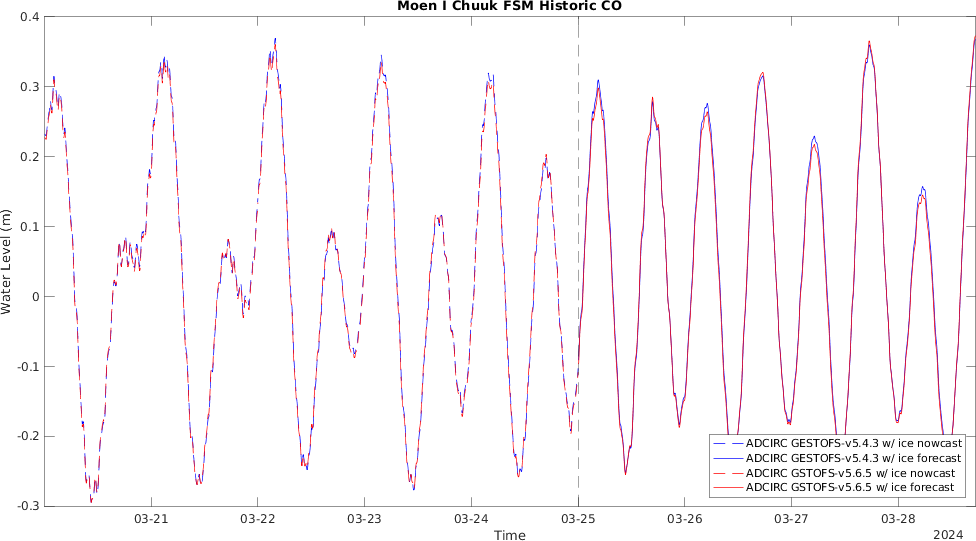 Moen I Chuuk FSM Historic CO
0.4
0.3
0.2
0.1
0
-0.1
-0.2
-0.3
Water Level (m)
ADCIRC GESTOFS-v5.4.3 w/ ice nowcast
ADCIRC GESTOFS-v5.4.3 w/ ice forecast
ADCIRC GSTOFS-v5.6.5 w/ ice nowcast
ADCIRC GSTOFS-v5.6.5 w/ ice forecast
03-21 03-22 03-23 03-24 03-25 03-26 03-27 03-28
Time
2024